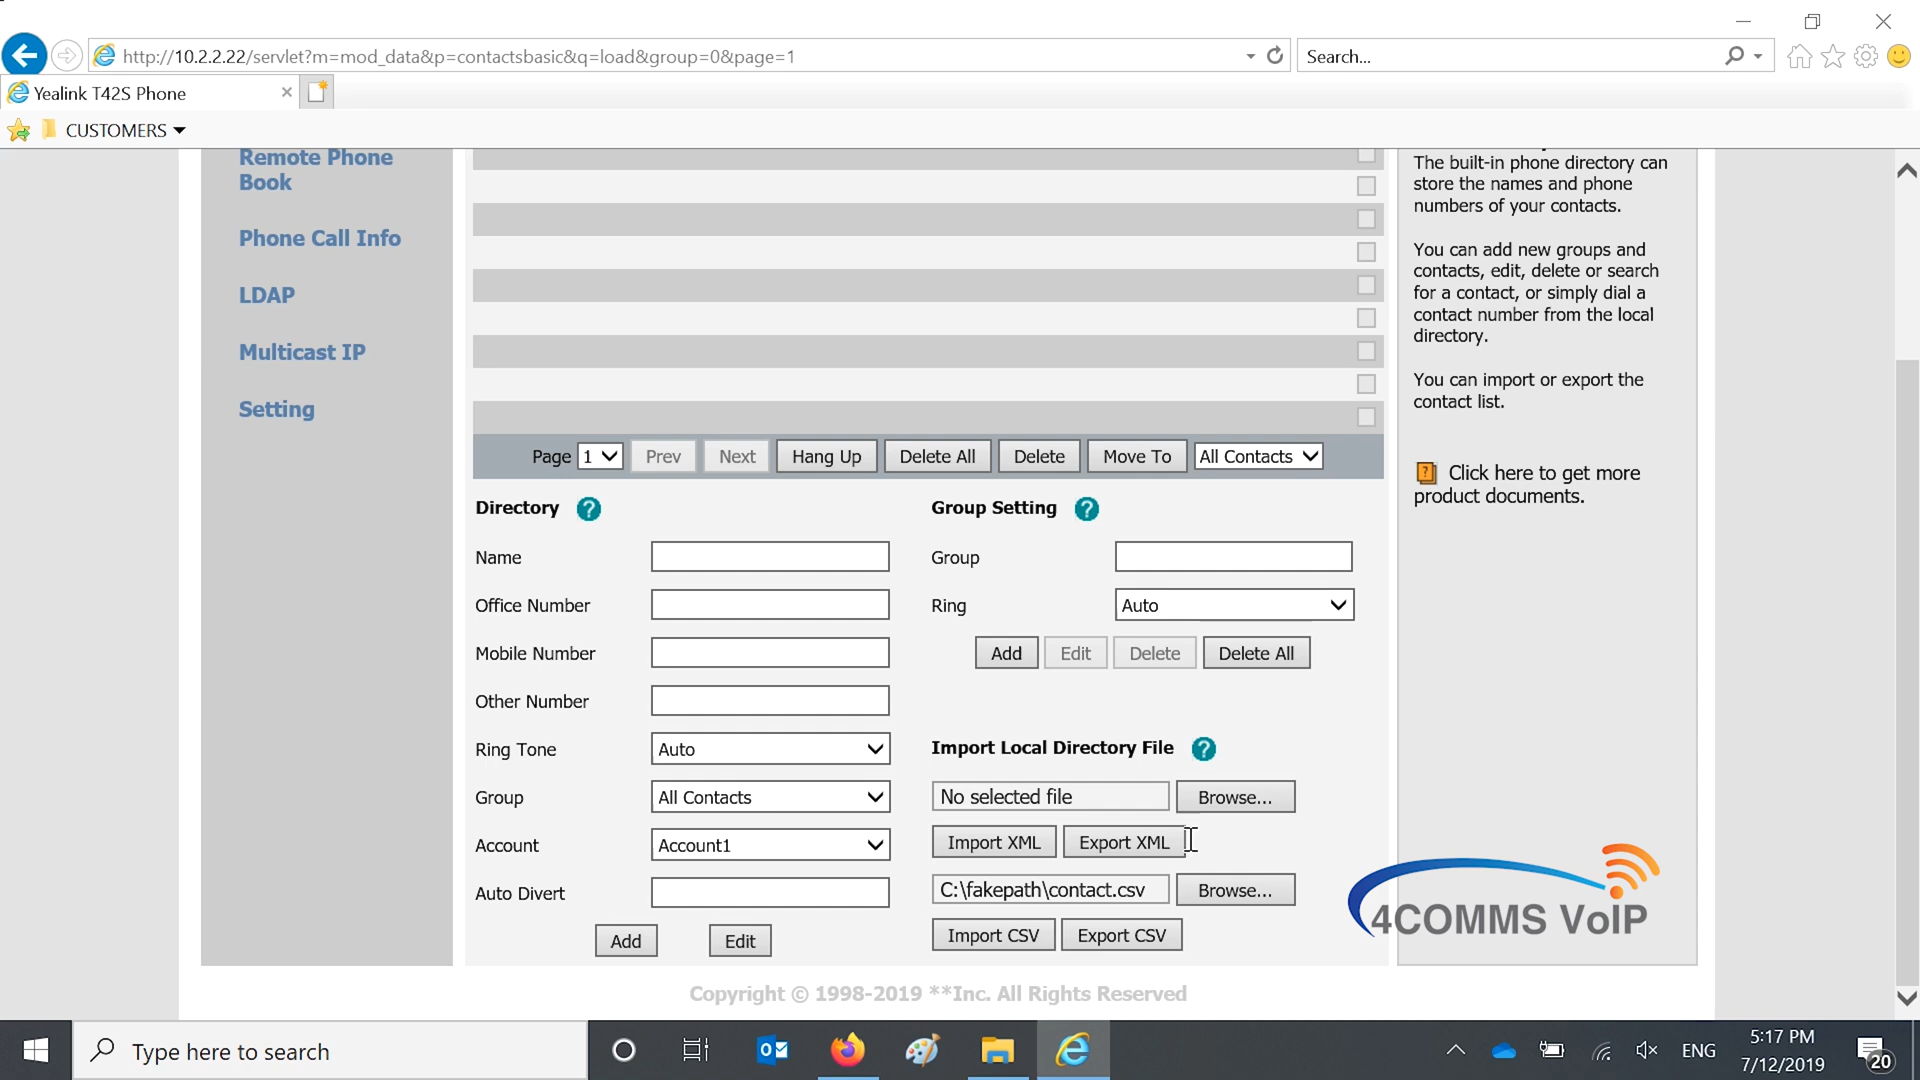 http://10.2.2.22/servlet?m=mod_data&p=contactsbasic&q=load&group=0&page=1
Search...
Yealink T42S Phone
CUSTOMERS
Remote Phone
Book
Phone Call Info
LDAP
Multicast IP
Setting
Page 1 Prev Next Hang Up Delete All Delete Move To All Contacts
Directory ?
Name
Office Number
Mobile Number
Other Number
Ring Tone Auto
Group All Contacts
Account Account1
Auto Divert
Add Edit
Group Setting ?
Group
Ring Auto
Add Edit Delete Delete All
Import Local Directory File ?
No selected file Browse...
Import XML Export XML
C:\fakepath\contact.csv Browse...
Import CSV Export CSV
The built-in phone directory can
store the names and phone
numbers of your contacts.
You can add new groups and
contacts, edit, delete or search
for a contact, or simply dial a
contact number from the local
directory.
You can import or export the
contact list.
? Click here to get more
product documents.
4COMMS VoIP
Copyright © 1998-2019 **Inc. All Rights Reserved
Type here to search
ENG
5:17 PM
7/12/2019
20